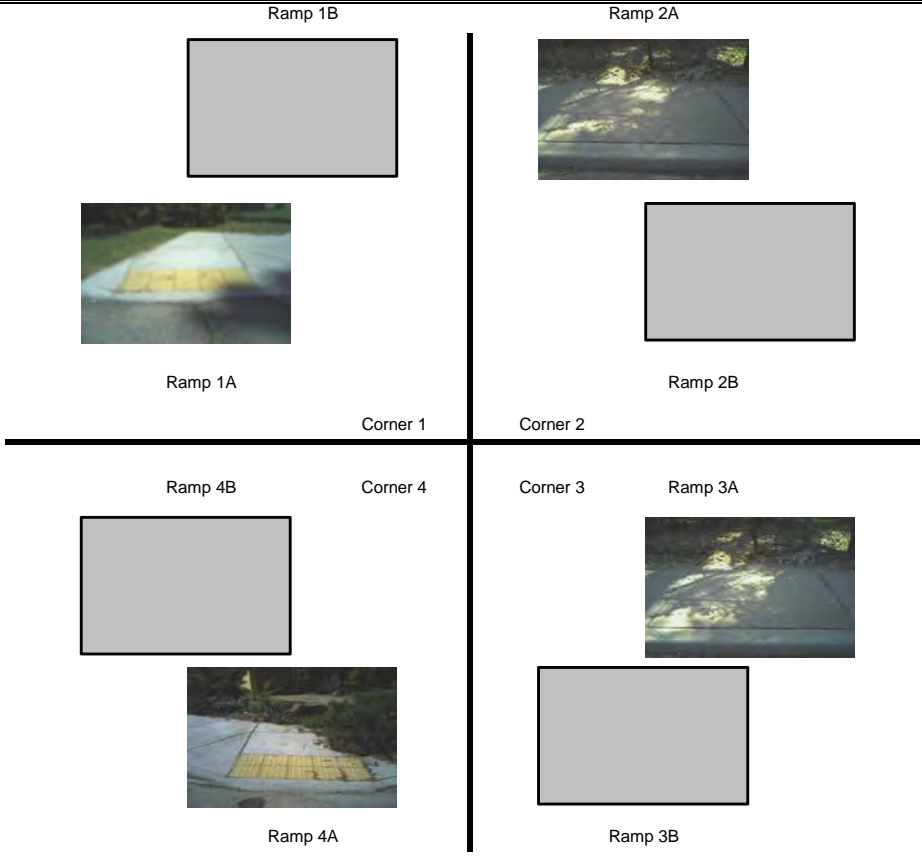 Ramp 1B Ramp 2A
Ramp 1A Ramp 2B
Corner 1 Corner 2
Ramp 4B Corner 4 Corner 3 Ramp 3A
Ramp 4A Ramp 3B